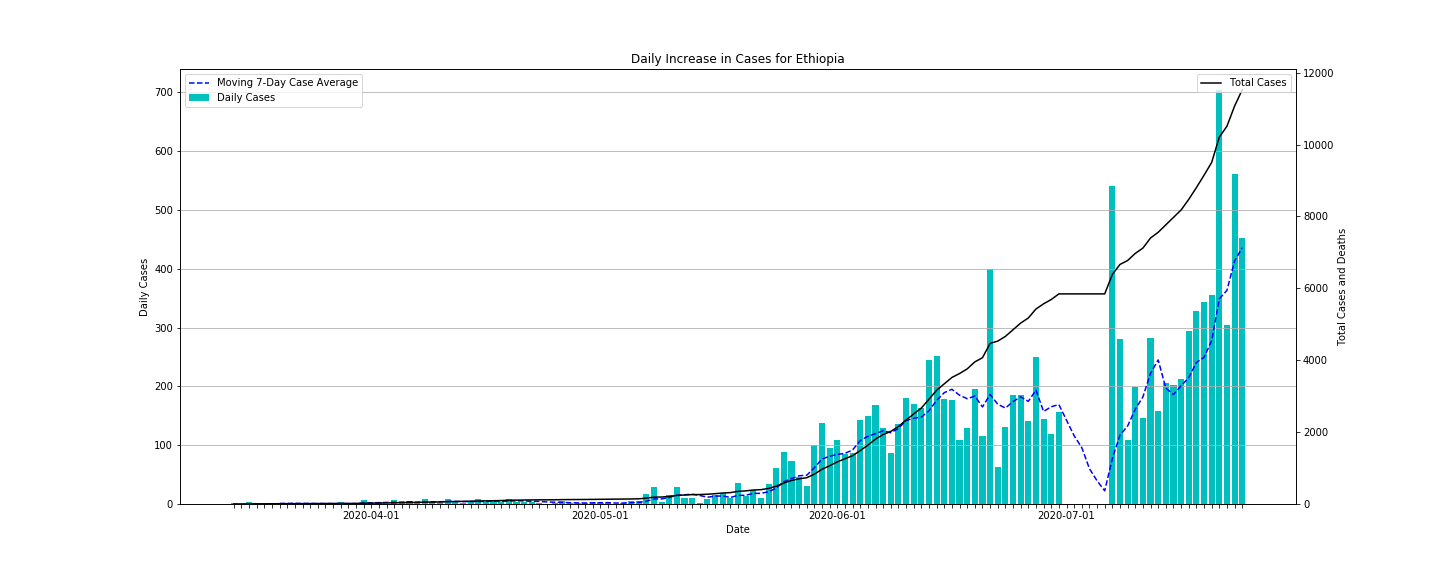 Daily Increase in Cases for Ethiopia
Moving 7-Day Case Average
Daily Cases
Total Cases
700
600
500
400
300
200
100
0
Daily Cases
12000
10000
8000
6000
4000
2000
0
Total Cases and Deaths
2020-04-01
2020-05-01
2020-06-01
2020-07-01
Date